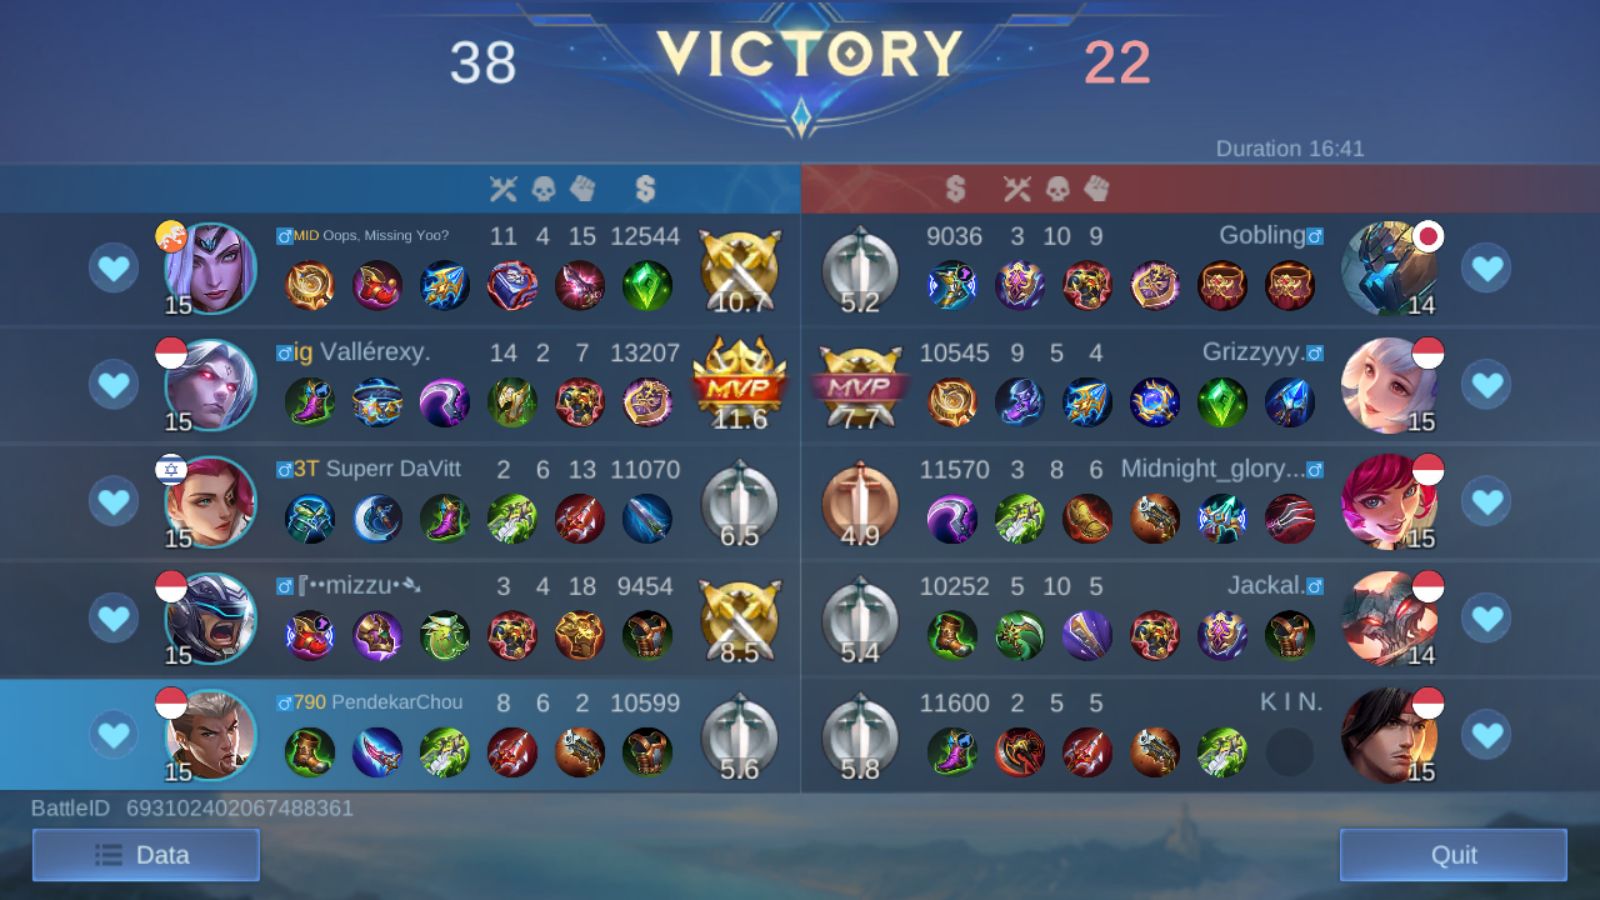 38 VICTORY 22
Duration 16:41
MID Oops, Missing Yoo? 11 4 15 12544
15 10.7
9036 3 10 9 Gobling
5.2 14
ig Vallérexy. 14 2 7 13207
15 MVP 11.6
10545 9 5 4 Grizzyyy.
MVP 7.7 15
3T Superr DaVitt 2 6 13 11070
15 6.5
11570 3 8 6 Midnight_glory...
4.9 15
『••mizzu• 3 4 18 9454
15 8.5
10252 5 10 5 Jackal.
5.4 14
790 PendekarChou 8 6 2 10599
15 5.6
11600 2 5 5 K I N.
5.8 15
BattleID 693102402067488361
Data
Quit